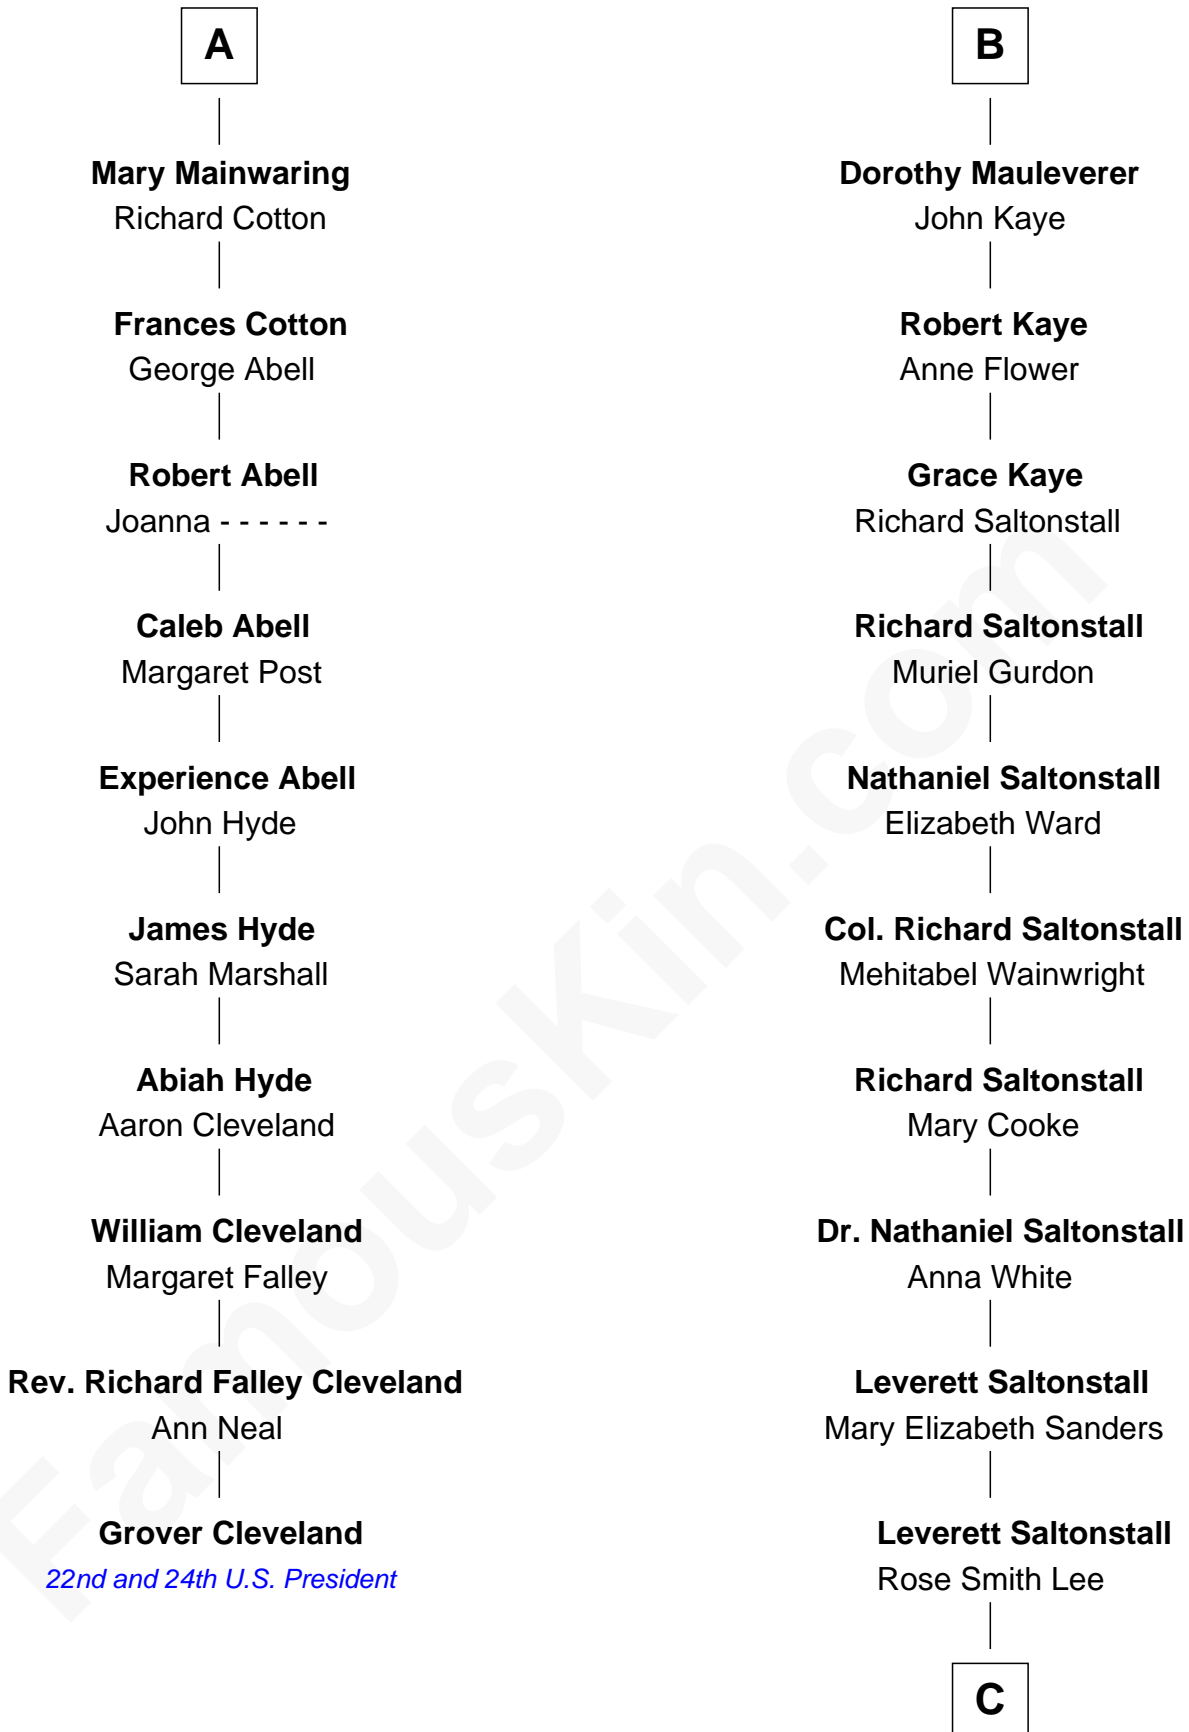 A
Mary Mainwaring
Richard Cotton
Frances Cotton
George Abell
Robert Abell
Joanna - - - - - -
Caleb Abell
Margaret Post
Experience Abell
John Hyde
James Hyde
Sarah Marshall
Abiah Hyde
Aaron Cleveland
William Cleveland
Margaret Falley
Rev. Richard Falley Cleveland
Ann Neal
Grover Cleveland
22nd and 24th U.S. President
B
Dorothy Mauleverer
John Kaye
Robert Kaye
Anne Flower
Grace Kaye
Richard Saltonstall
Richard Saltonstall
Muriel Gurdon
Nathaniel Saltonstall
Elizabeth Ward
Col. Richard Saltonstall
Mehitabel Wainwright
Richard Saltonstall
Mary Cooke
Dr. Nathaniel Saltonstall
Anna White
Leverett Saltonstall
Mary Elizabeth Sanders
Leverett Saltonstall
Rose Smith Lee
C
FamousKin.com